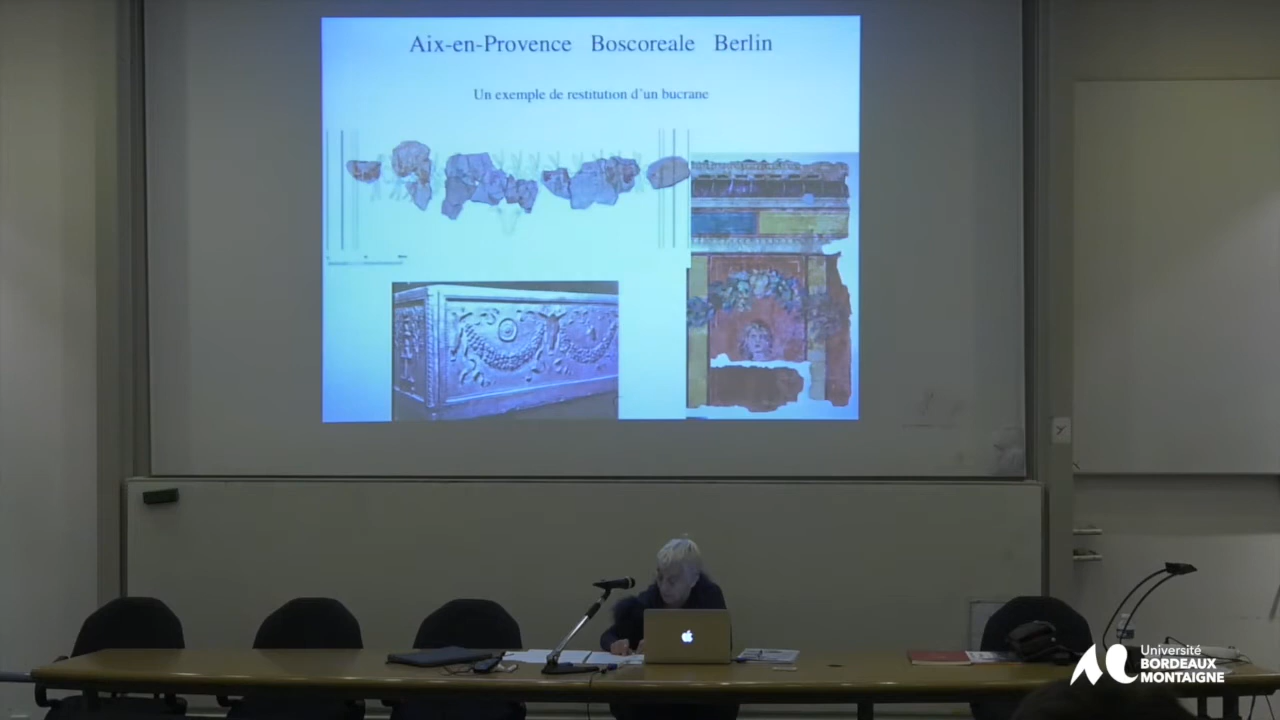 Aix-en-Provence Boscoreale Berlin
Un exemple de restitution d'un bucrane
Université
BORDEAUX
MONTAIGNE